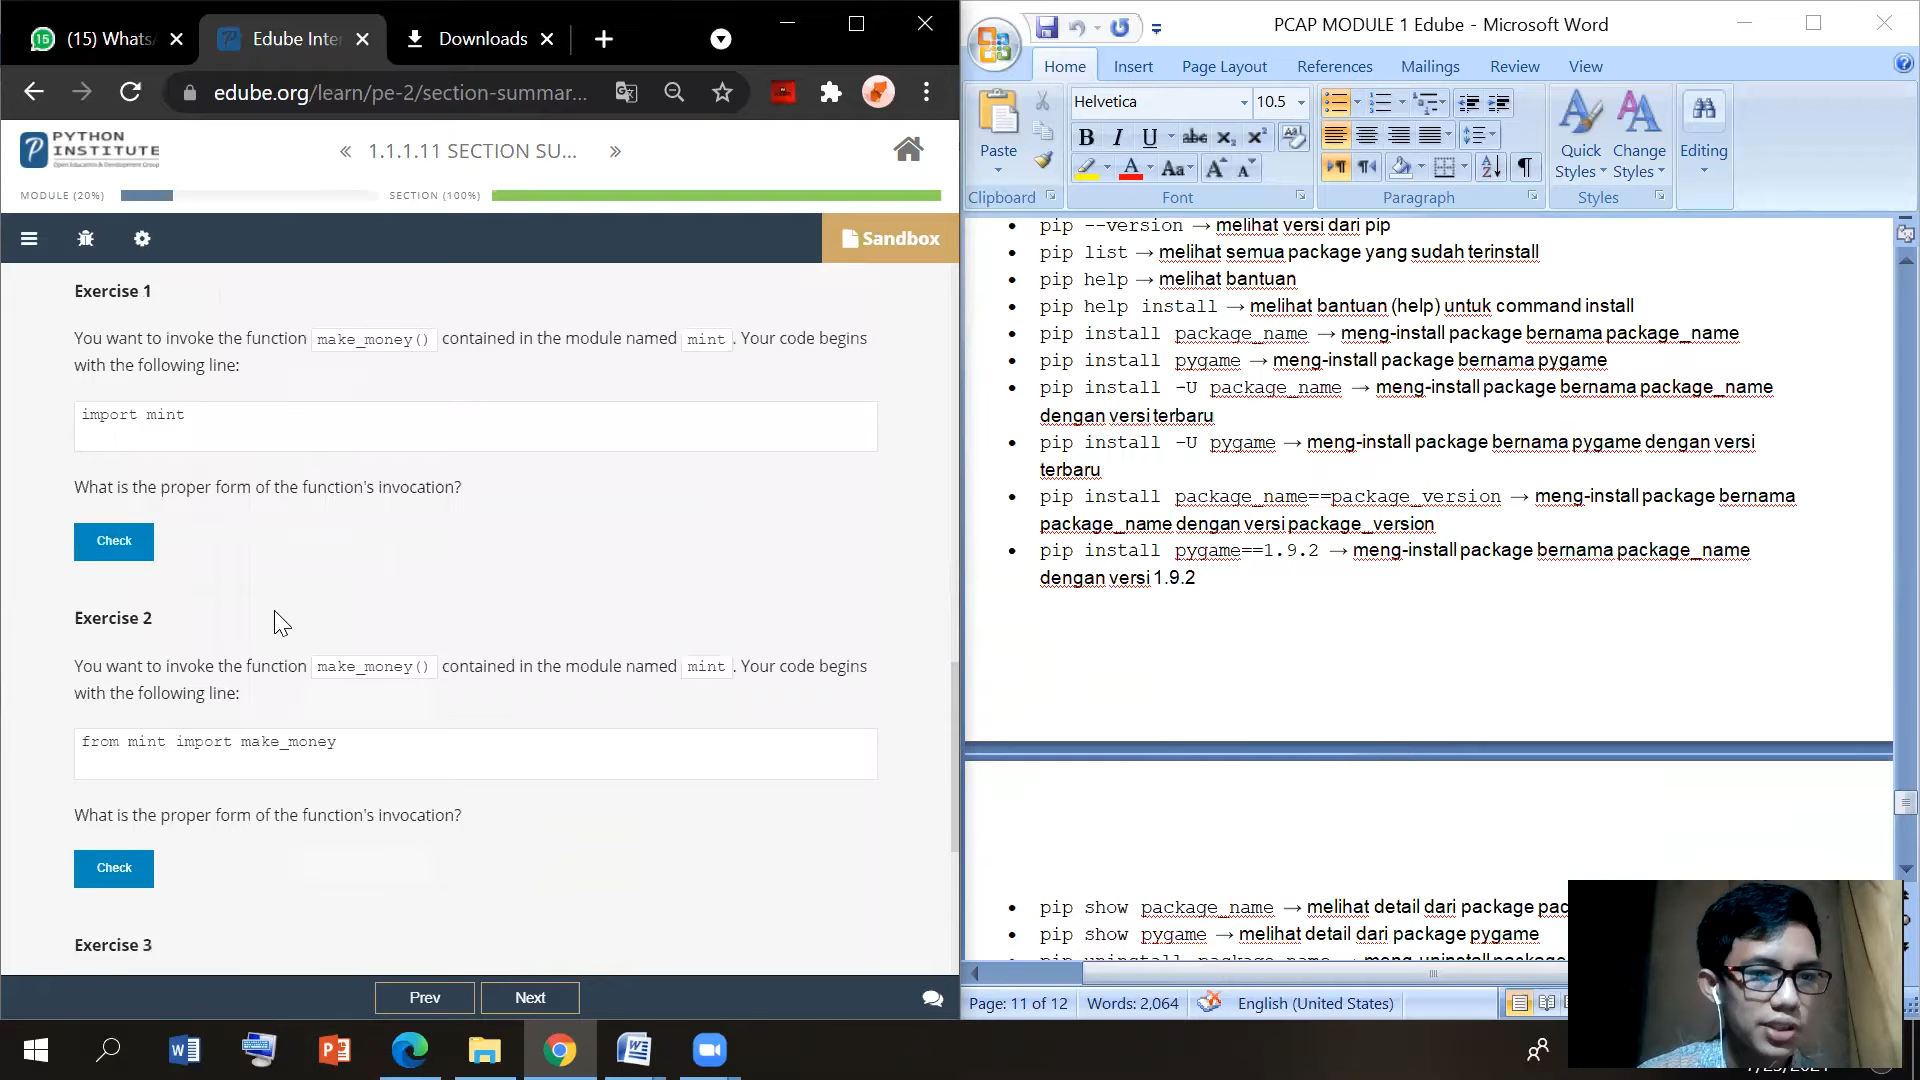 (15) Whats
Edube Inte
Downloads
edube.org/learn/pe-2/section-summar...
PYTHON
INSTITUTE
Open Education & Development Group
« 1.1.1.11 SECTION SU... »
MODULE (20%)
SECTION (100%)
Sandbox
Exercise 1
You want to invoke the function make_money() contained in the module named mint. Your code begins
with the following line:
import mint
What is the proper form of the function's invocation?
Check
Exercise 2
You want to invoke the function make_money() contained in the module named mint. Your code begins
with the following line:
from mint import make_money
What is the proper form of the function's invocation?
Check
Exercise 3
Prev
Next
PCAP MODULE 1 Edube - Microsoft Word
Home Insert Page Layout References Mailings Review View
Helvetica 10.5
Paste
Quick Styles
Change Styles
Editing
Clipboard Font Paragraph Styles
• pip --version → melihat versi dari pip
• pip list → melihat semua package yang sudah terinstall
• pip help → melihat bantuan
• pip help install → melihat bantuan (help) untuk command install
• pip install package_name → meng-install package bernama package_name
• pip install pygame → meng-install package bernama pygame
• pip install -U package_name → meng-install package bernama package_name
dengan versi terbaru
• pip install -U pygame → meng-install package bernama pygame dengan versi
terbaru
• pip install package_name==package_version → meng-install package bernama
package_name dengan versi package_version
• pip install pygame==1.9.2 → meng-install package bernama package_name
dengan versi 1.9.2
• pip show package_name → melihat detail dari package pac
• pip show pygame → melihat detail dari package pygame
pip uninstall package_name → meng-uninstall package
Page: 11 of 12 Words: 2,064 English (United States)